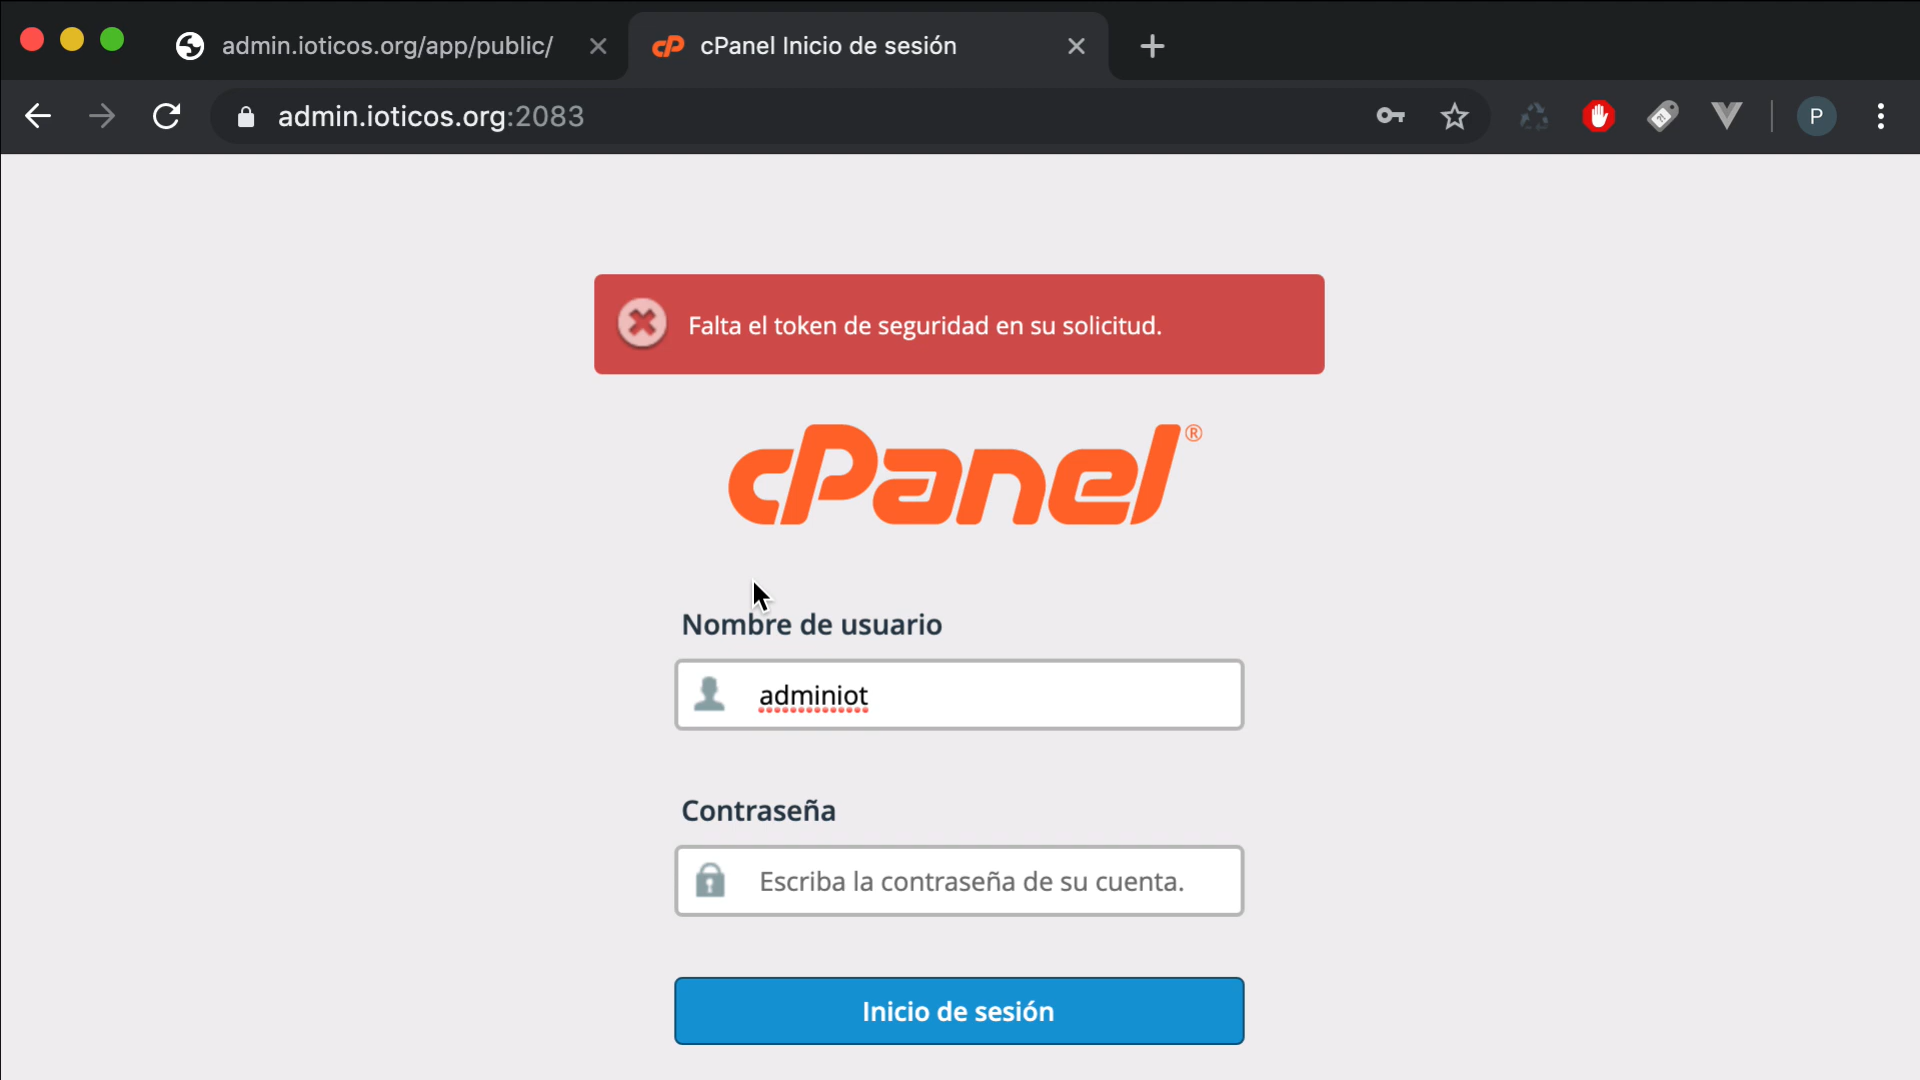 admin.ioticos.org/app/public/
cP cPanel Inicio de sesión
admin.ioticos.org:2083
P
Falta el token de seguridad en su solicitud.
cPanel®
Nombre de usuario
adminiot
Contraseña
Escriba la contraseña de su cuenta.
Inicio de sesión